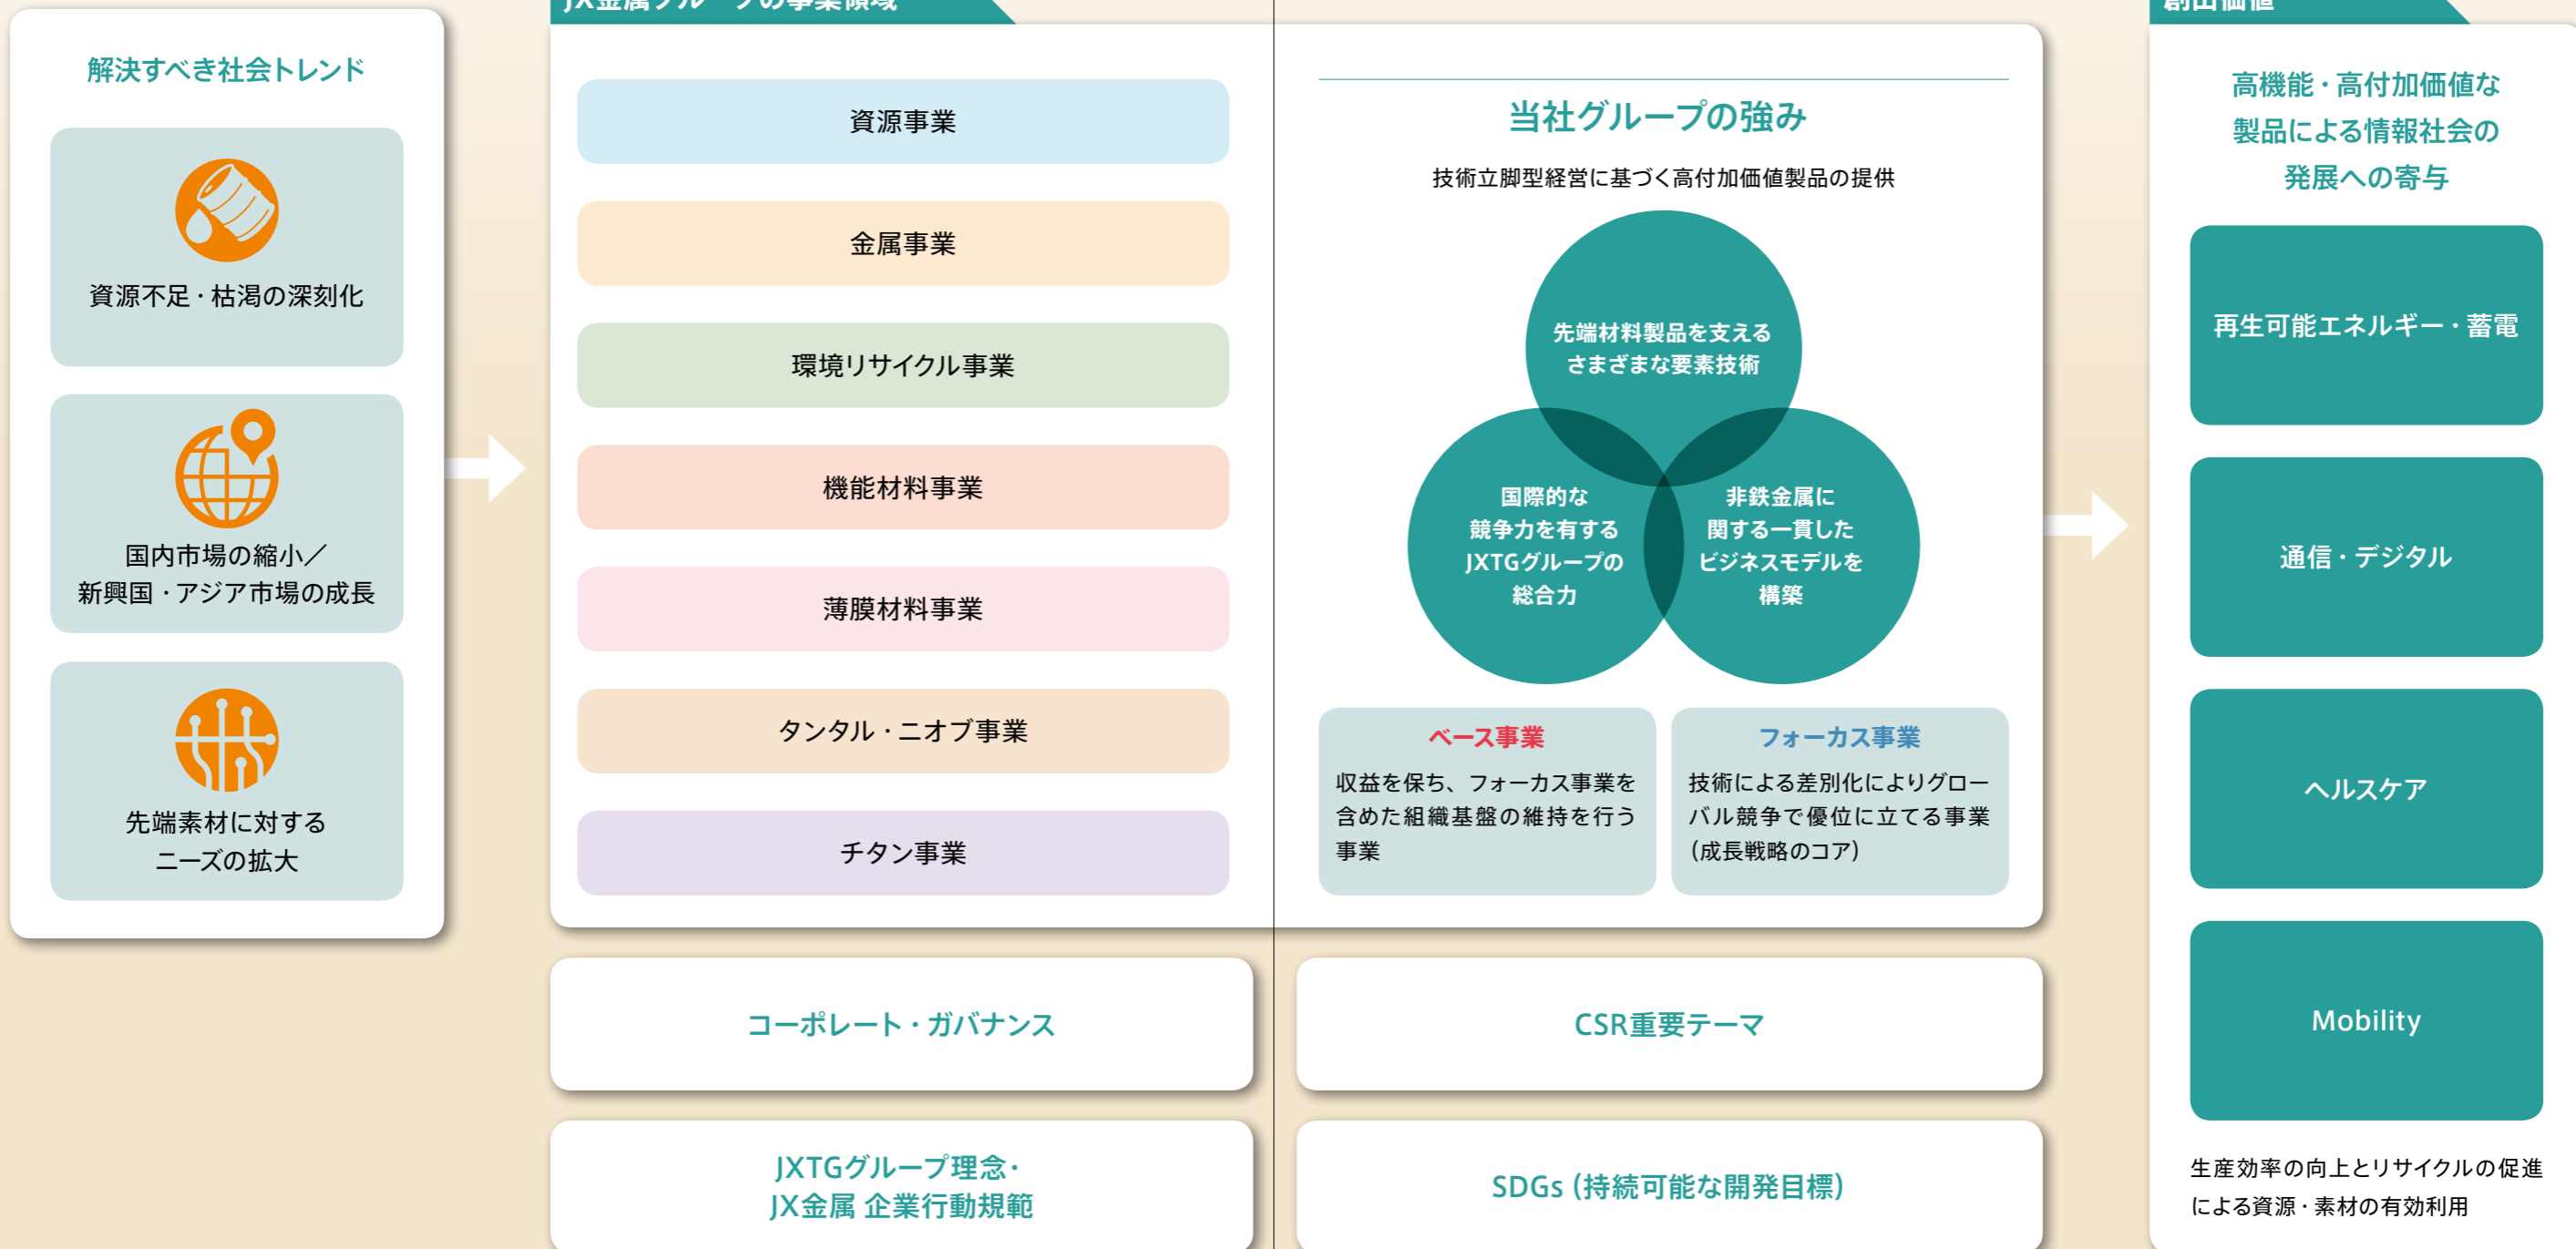 解決すべき社会トレンド
資源不足・枯渇の深刻化
国内市場の縮小／
新興国・アジア市場の成長
先端素材に対する
ニーズの拡大
JX金属グループの事業領域
資源事業
金属事業
環境リサイクル事業
機能材料事業
薄膜材料事業
タンタル・ニオブ事業
チタン事業
当社グループの強み
技術立脚型経営に基づく高付加価値製品の提供
先端材料製品を支える
さまざまな要素技術
国際的な
競争力を有する
JXTGグループの
総合力
非鉄金属に
関する一貫した
ビジネスモデルを
構築
ベース事業
収益を保ち、フォーカス事業を
含めた組織基盤の維持を行う
事業
フォーカス事業
技術による差別化によりグロー
バル競争で優位に立てる事業
(成長戦略のコア)
コーポレート・ガバナンス
CSR重要テーマ
JXTGグループ理念・
JX金属 企業行動規範
SDGs (持続可能な開発目標)
創出価値
高機能・高付加価値な
製品による情報社会の
発展への寄与
再生可能エネルギー・蓄電
通信・デジタル
ヘルスケア
Mobility
生産効率の向上とリサイクルの促進
による資源・素材の有効利用